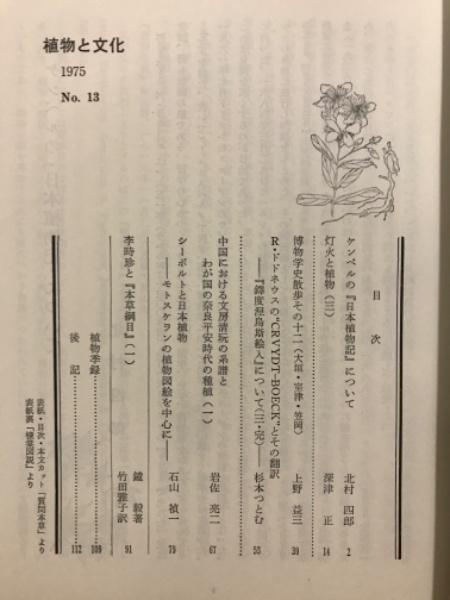 植物と文化
1975
No. 13
目次
ケンペルの『日本植物記』について 北村 四郎 2
灯火と植物(三) 深津 正 14
博物学史散歩その十二(大垣・室津・笠岡) 上野 益三 39
R・ドドネウスの“CRVYDT-BOECK”とその翻訳
——『鐸度涅烏斯絵入』について(三・完)—— 杉本つとむ 55
中国における文房清玩の系譜と
わが国の奈良平安時代の種植(一) 岩佐 亮二 67
シーボルトと日本植物
——モトスケヲンの植物図絵を中心に—— 石山 禎一 79
李時珍と『本草綱目』(一) 鐘 毅著
竹田雅子訳 91
植物季録 109
後記 112
表紙・目次・本文カット「質問本草」より
表紙裏「棣棠図説」より